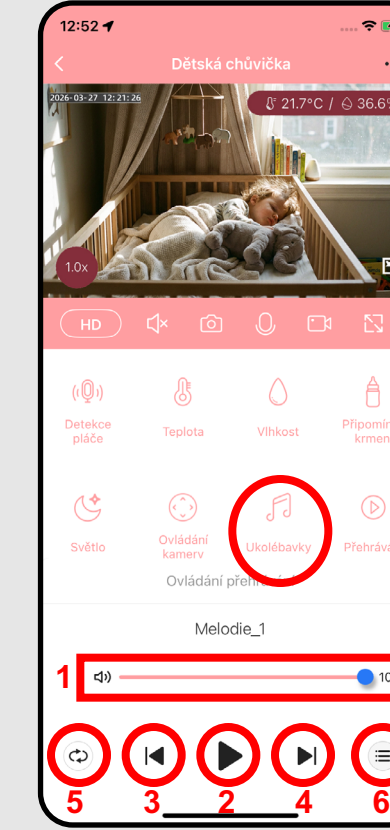 12:52
Dětská chůvička
2026-03-27 12:21:26
21.7°C / 36.6%
1.0x
HD
Detekce pláče
Teplota
Vlhkost
Světlo
Ovládání kamery
Ukolébavky
Ovládání
Melodie_1
1
5
3
2
4
6